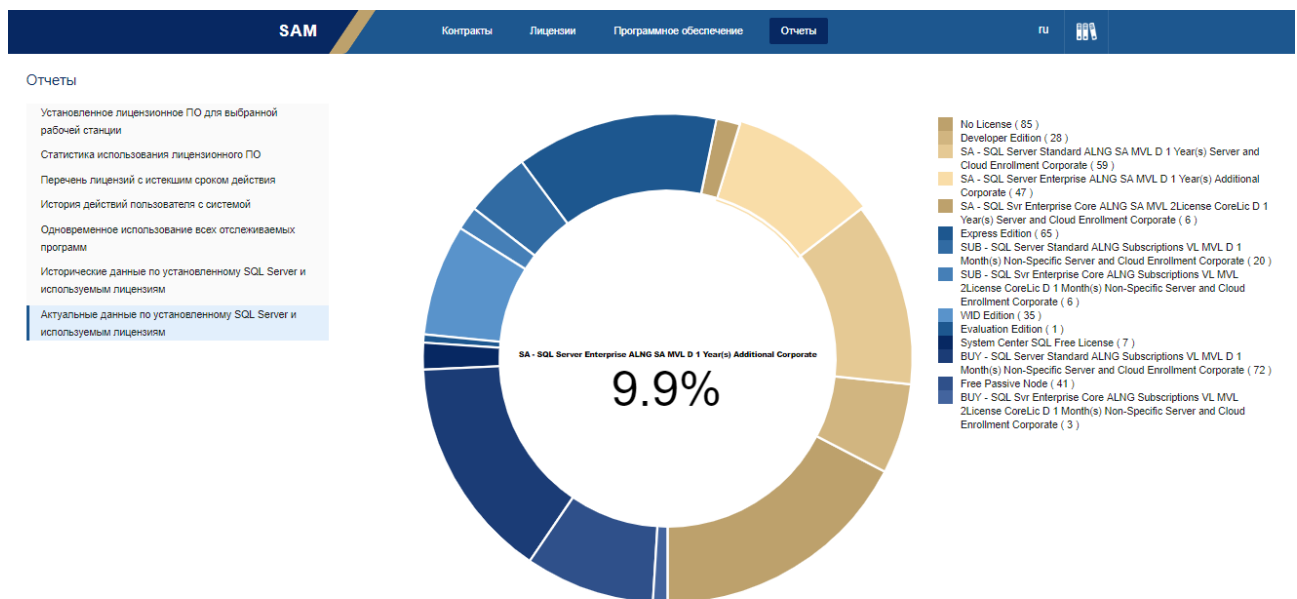 SAM
Контракты
Лицензии
Программное обеспечение
Отчеты
ru
Отчеты
Установленное лицензионное ПО для выбранной
рабочей станции
Статистика использования лицензионного ПО
Перечень лицензий с истекшим сроком действия
История действий пользователя с системой
Одновременное использование всех отслеживаемых
программ
Исторические данные по установленному SQL Server и
используемым лицензиям
Актуальные данные по установленному SQL Server и
используемым лицензиям
SA - SQL Server Enterprise ALNG SA MVL D 1 Year(s) Additional Corporate
9.9%
No License ( 85 )
Developer Edition ( 28 )
SA - SQL Server Standard ALNG SA MVL D 1 Year(s) Server and
Cloud Enrollment Corporate ( 59 )
SA - SQL Server Enterprise ALNG SA MVL D 1 Year(s) Additional
Corporate ( 47 )
SA - SQL Svr Enterprise Core ALNG SA MVL 2License CoreLic D 1
Year(s) Server and Cloud Enrollment Corporate ( 6 )
Express Edition ( 65 )
SUB - SQL Server Standard ALNG Subscriptions VL MVL D 1
Month(s) Non-Specific Server and Cloud Enrollment Corporate ( 20 )
SUB - SQL Svr Enterprise Core ALNG Subscriptions VL MVL
2License CoreLic D 1 Month(s) Non-Specific Server and Cloud
Enrollment Corporate ( 6 )
WID Edition ( 35 )
Evaluation Edition ( 1 )
System Center SQL Free License ( 7 )
BUY - SQL Server Standard ALNG Subscriptions VL MVL D 1
Month(s) Non-Specific Server and Cloud Enrollment Corporate ( 72 )
Free Passive Node ( 41 )
BUY - SQL Svr Enterprise Core ALNG Subscriptions VL MVL
2License CoreLic D 1 Month(s) Non-Specific Server and Cloud
Enrollment Corporate ( 3 )